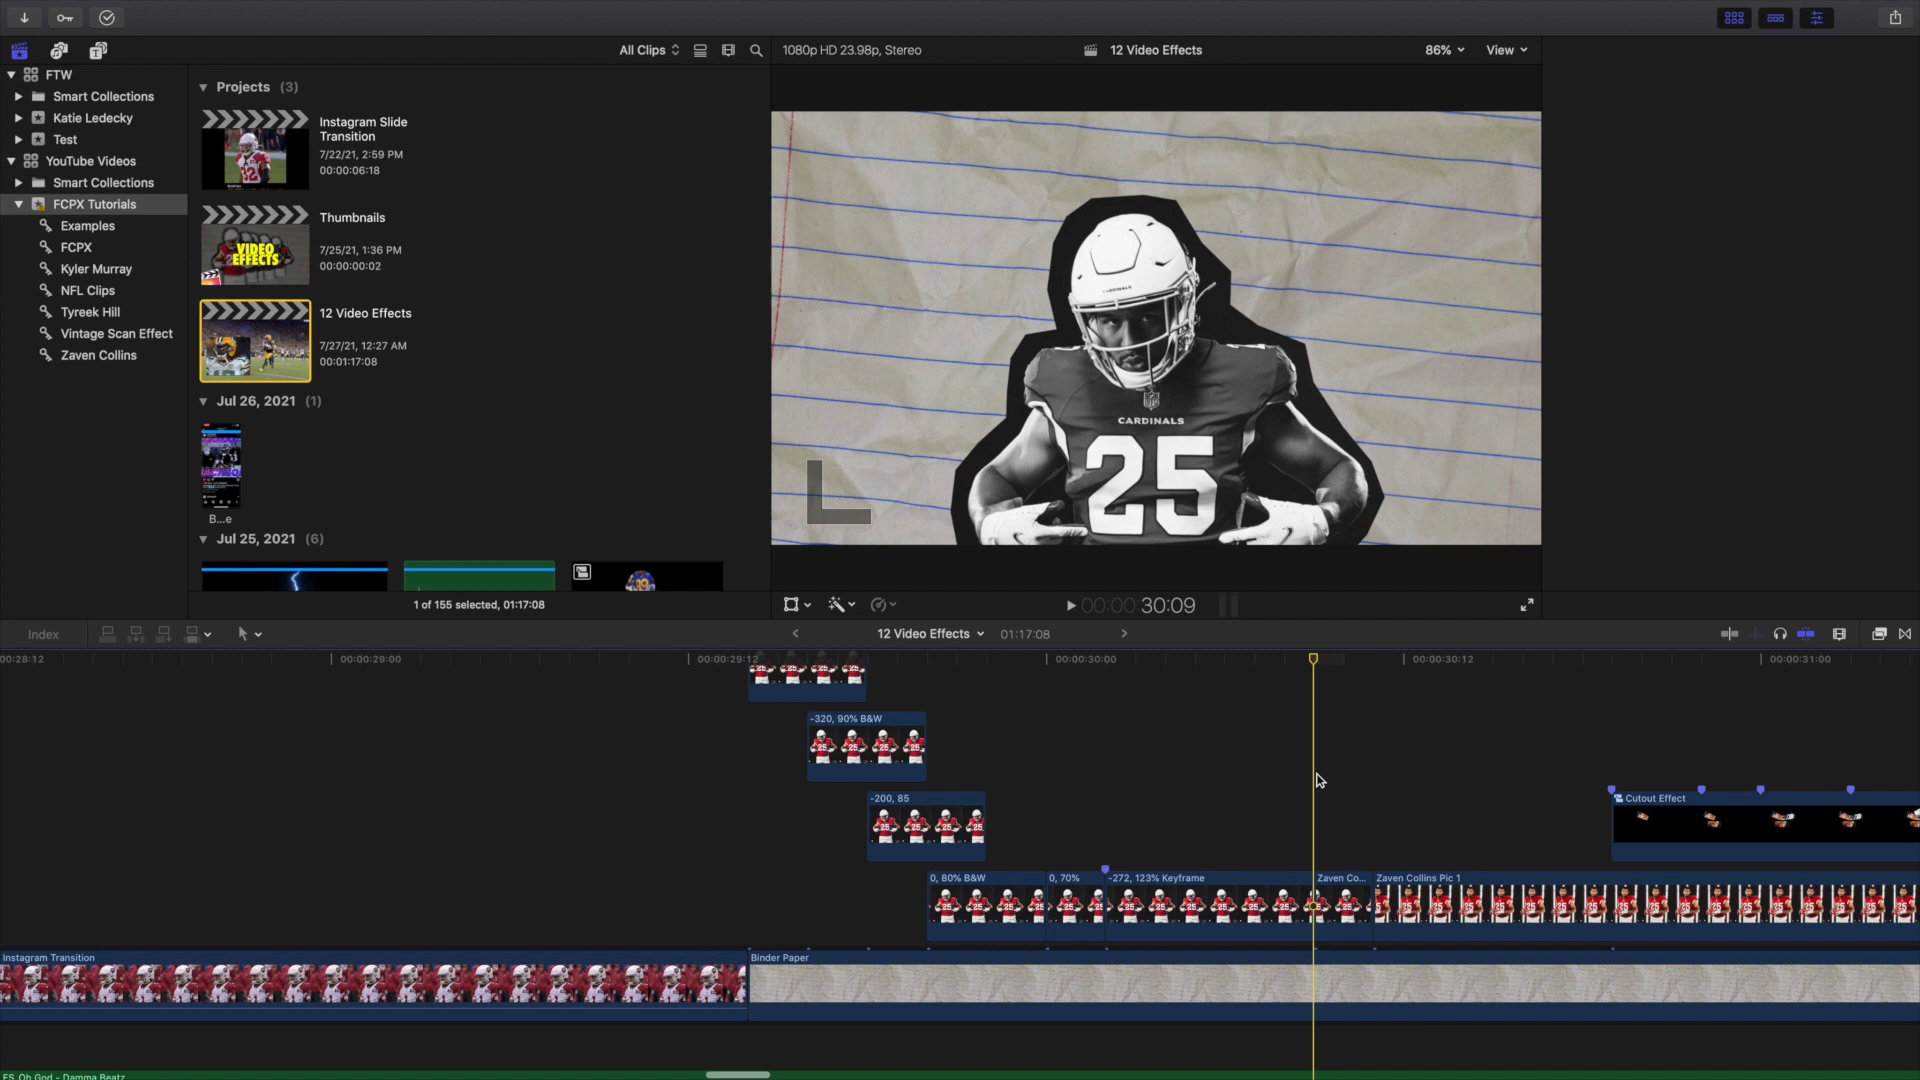 All Clips
1080p HD 23.98p, Stereo
12 Video Effects
86%
View
FTW
Smart Collections
Katie Ledecky
Test
YouTube Videos
Smart Collections
FCPX Tutorials
Examples
FCPX
Kyler Murray
NFL Clips
Tyreek Hill
Vintage Scan Effect
Zaven Collins
Projects (3)
Instagram Slide
Transition
7/22/21, 2:59 PM
00:00:06:18
Thumbnails
7/25/21, 1:36 PM
00:00:00:02
VIDEO
EFFECTS
12 Video Effects
7/27/21, 12:27 AM
00:01:17:08
Jul 26, 2021 (1)
B...e
Jul 25, 2021 (6)
1 of 155 selected, 01:17:08
CARDINALS
CARDINALS
25
00:00:30:09
Index
12 Video Effects
01:17:08
00:28:12
00:00:29:00
00:00:29:12
00:00:30:00
00:00:30:12
00:00:31:00
-320, 90% B&W
-200, 85
Cutout Effect
0, 80% B&W
0, 70%
-272, 123% Keyframe
Zaven Co...
Zaven Collins Pic 1
Instagram Transition
Binder Paper
ES_Oh God - Damma Beatz